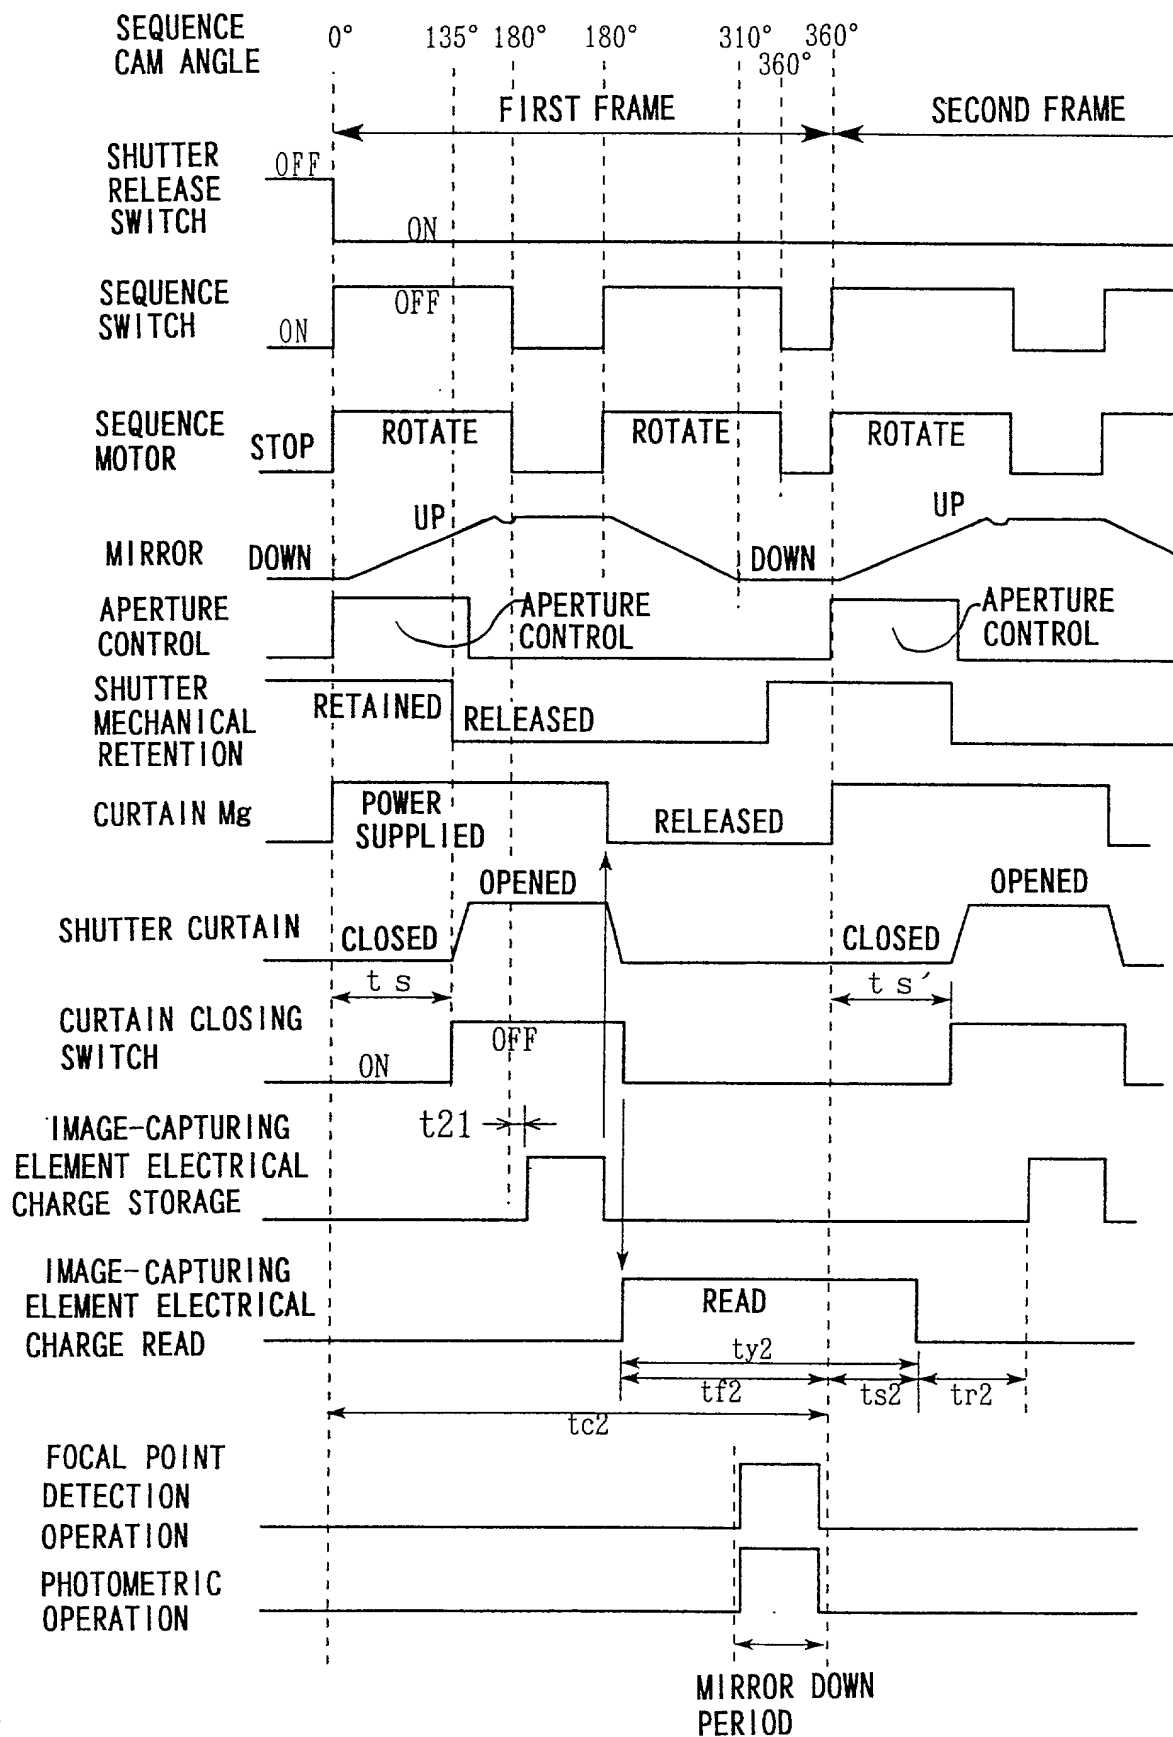 SEQUENCE
CAM ANGLE
0° 135° 180° 180° 310° 360° 360°
FIRST FRAME SECOND FRAME
SHUTTER
RELEASE
SWITCH
OFF
ON
SEQUENCE
SWITCH
OFF
ON
SEQUENCE
MOTOR
STOP ROTATE ROTATE ROTATE
MIRROR
DOWN UP DOWN UP
APERTURE
CONTROL
APERTURE
CONTROL
APERTURE
CONTROL
SHUTTER
MECHANICAL
RETENTION
RETAINED RELEASED
CURTAIN Mg
POWER
SUPPLIED
RELEASED
SHUTTER CURTAIN
CLOSED OPENED CLOSED OPENED
ts ts′
CURTAIN CLOSING
SWITCH
ON OFF
t21
IMAGE-CAPTURING
ELEMENT ELECTRICAL
CHARGE STORAGE
IMAGE-CAPTURING
ELEMENT ELECTRICAL
CHARGE READ
READ
ty2
tf2 ts2 tr2
tc2
FOCAL POINT
DETECTION
OPERATION
PHOTOMETRIC
OPERATION
MIRROR DOWN
PERIOD